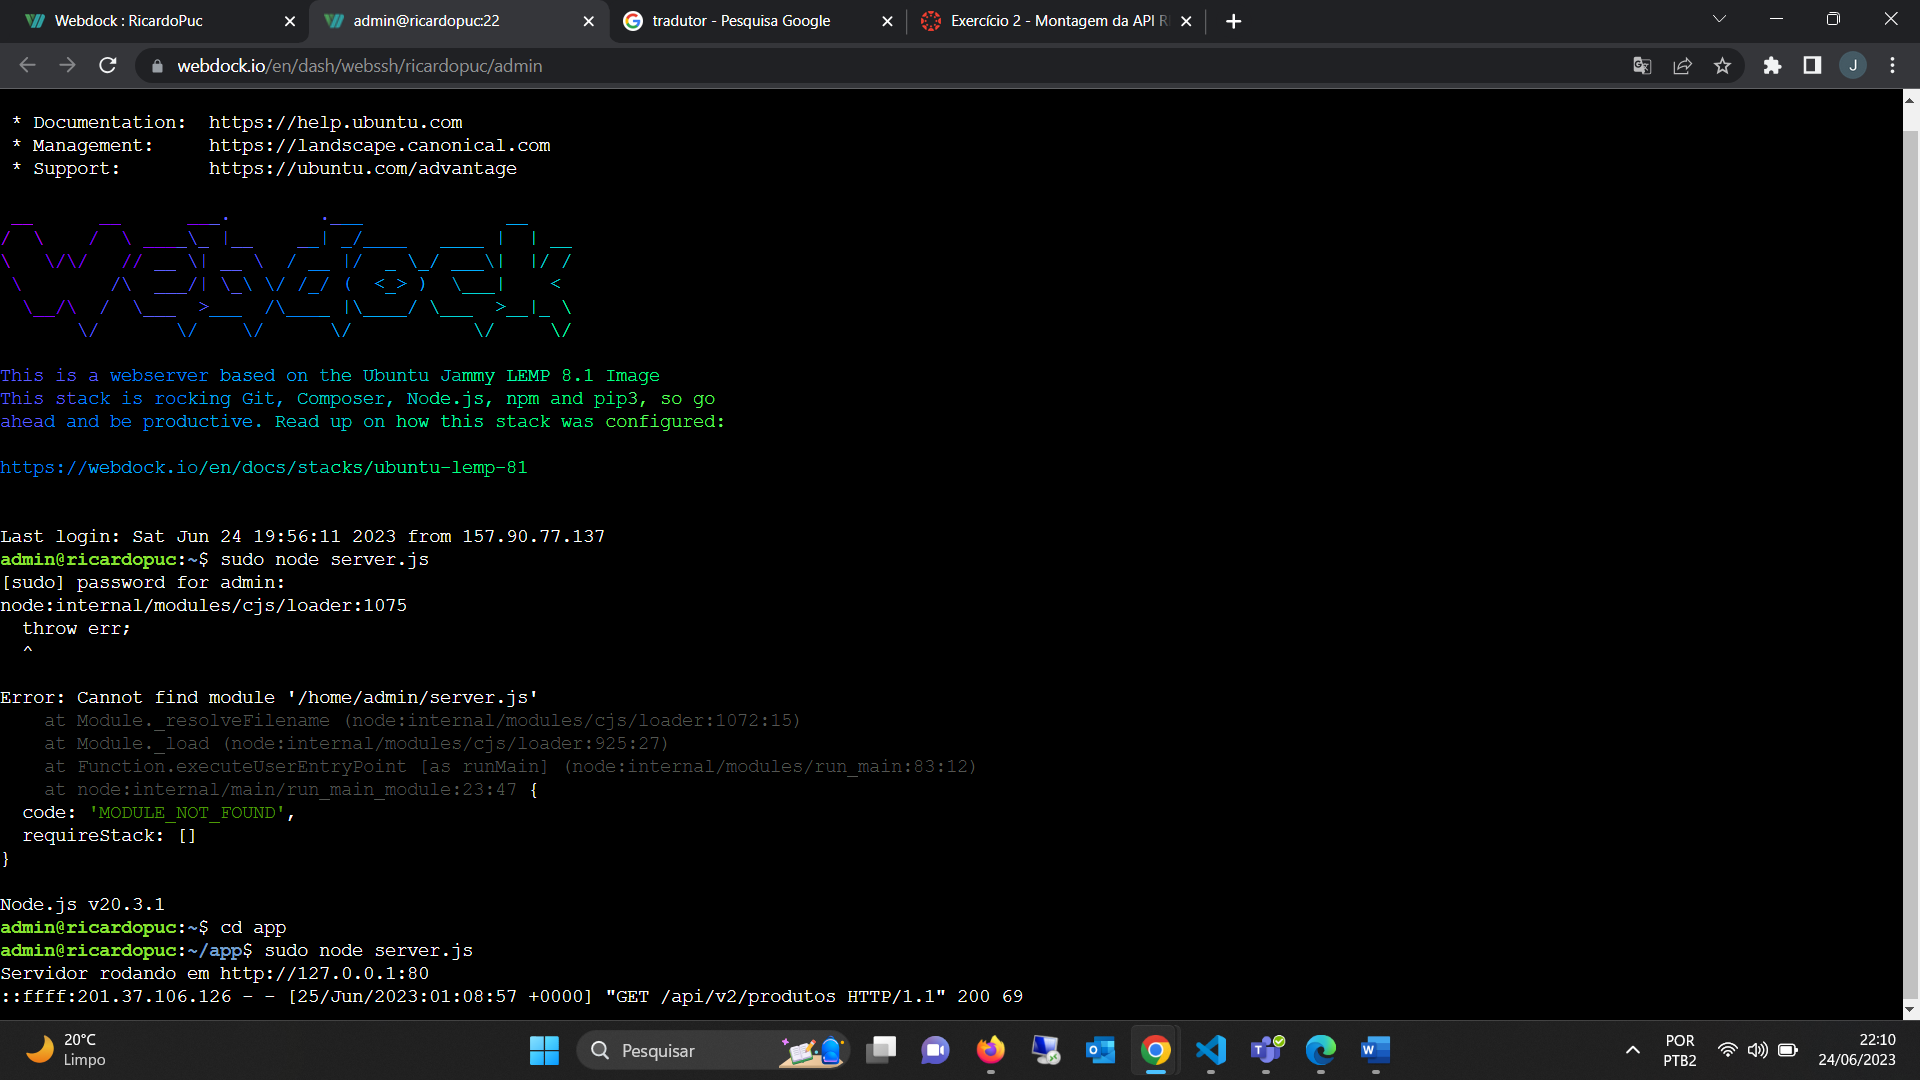 Webdock : RicardoPuc
admin@ricardopuc:22
tradutor - Pesquisa Google
Exercício 2 - Montagem da API R
webdock.io/en/dash/webssh/ricardopuc/admin
J
* Documentation:  https://help.ubuntu.com
* Management:     https://landscape.canonical.com
* Support:        https://ubuntu.com/advantage
Webdock
This is a webserver based on the Ubuntu Jammy LEMP 8.1 Image
This stack is rocking Git, Composer, Node.js, npm and pip3, so go
ahead and be productive. Read up on how this stack was configured:
https://webdock.io/en/docs/stacks/ubuntu-lemp-81
Last login: Sat Jun 24 19:56:11 2023 from 157.90.77.137
admin@ricardopuc:~$ sudo node server.js
[sudo] password for admin:
node:internal/modules/cjs/loader:1075
  throw err;
  ^
Error: Cannot find module '/home/admin/server.js'
    at Module._resolveFilename (node:internal/modules/cjs/loader:1072:15)
    at Module._load (node:internal/modules/cjs/loader:925:27)
    at Function.executeUserEntryPoint [as runMain] (node:internal/modules/run_main:83:12)
    at node:internal/main/run_main_module:23:47 {
  code: 'MODULE_NOT_FOUND',
  requireStack: []
}
Node.js v20.3.1
admin@ricardopuc:~$ cd app
admin@ricardopuc:~/app$ sudo node server.js
Servidor rodando em http://127.0.0.1:80
::ffff:201.37.106.126 - - [25/Jun/2023:01:08:57 +0000] "GET /api/v2/produtos HTTP/1.1" 200 69
20°C
Limpo
Pesquisar
POR
PTB2
22:10
24/06/2023